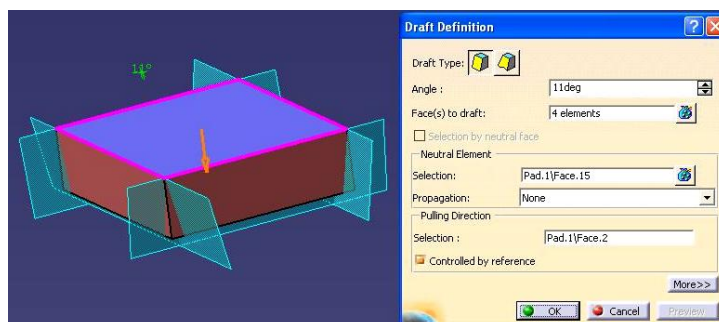 11°
Draft Definition
Draft Type:
Angle : 11deg
Face(s) to draft: 4 elements
Selection by neutral face
Neutral Element
Selection: Pad.1\Face.15
Propagation: None
Pulling Direction
Selection : Pad.1\Face.2
Controlled by reference
More>>
OK Cancel Preview